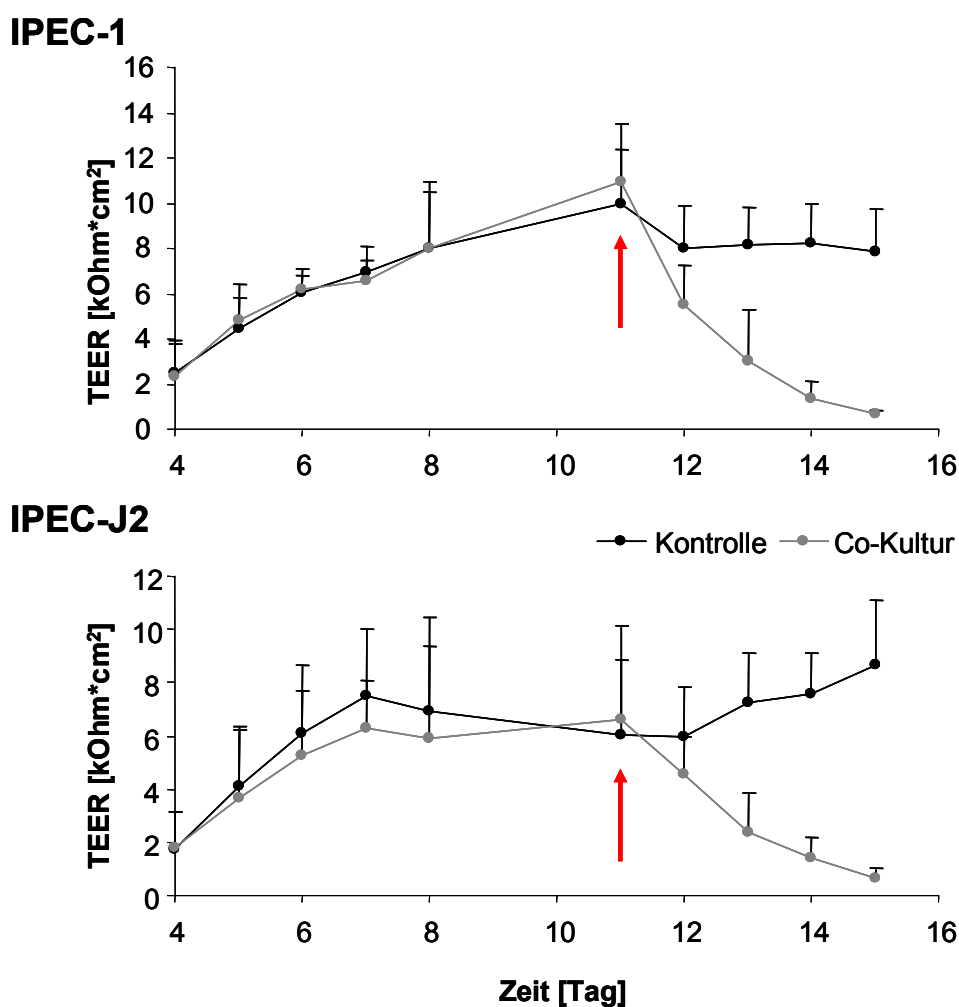 IPEC-1
16
14
12
10
8
6
4
2
0
TEER [kOhm*cm²]
4 6 8 10 12 14 16
IPEC-J2
Kontrolle Co-Kultur
12
10
8
6
4
2
0
TEER [kOhm*cm²]
4 6 8 10 12 14 16
Zeit [Tag]